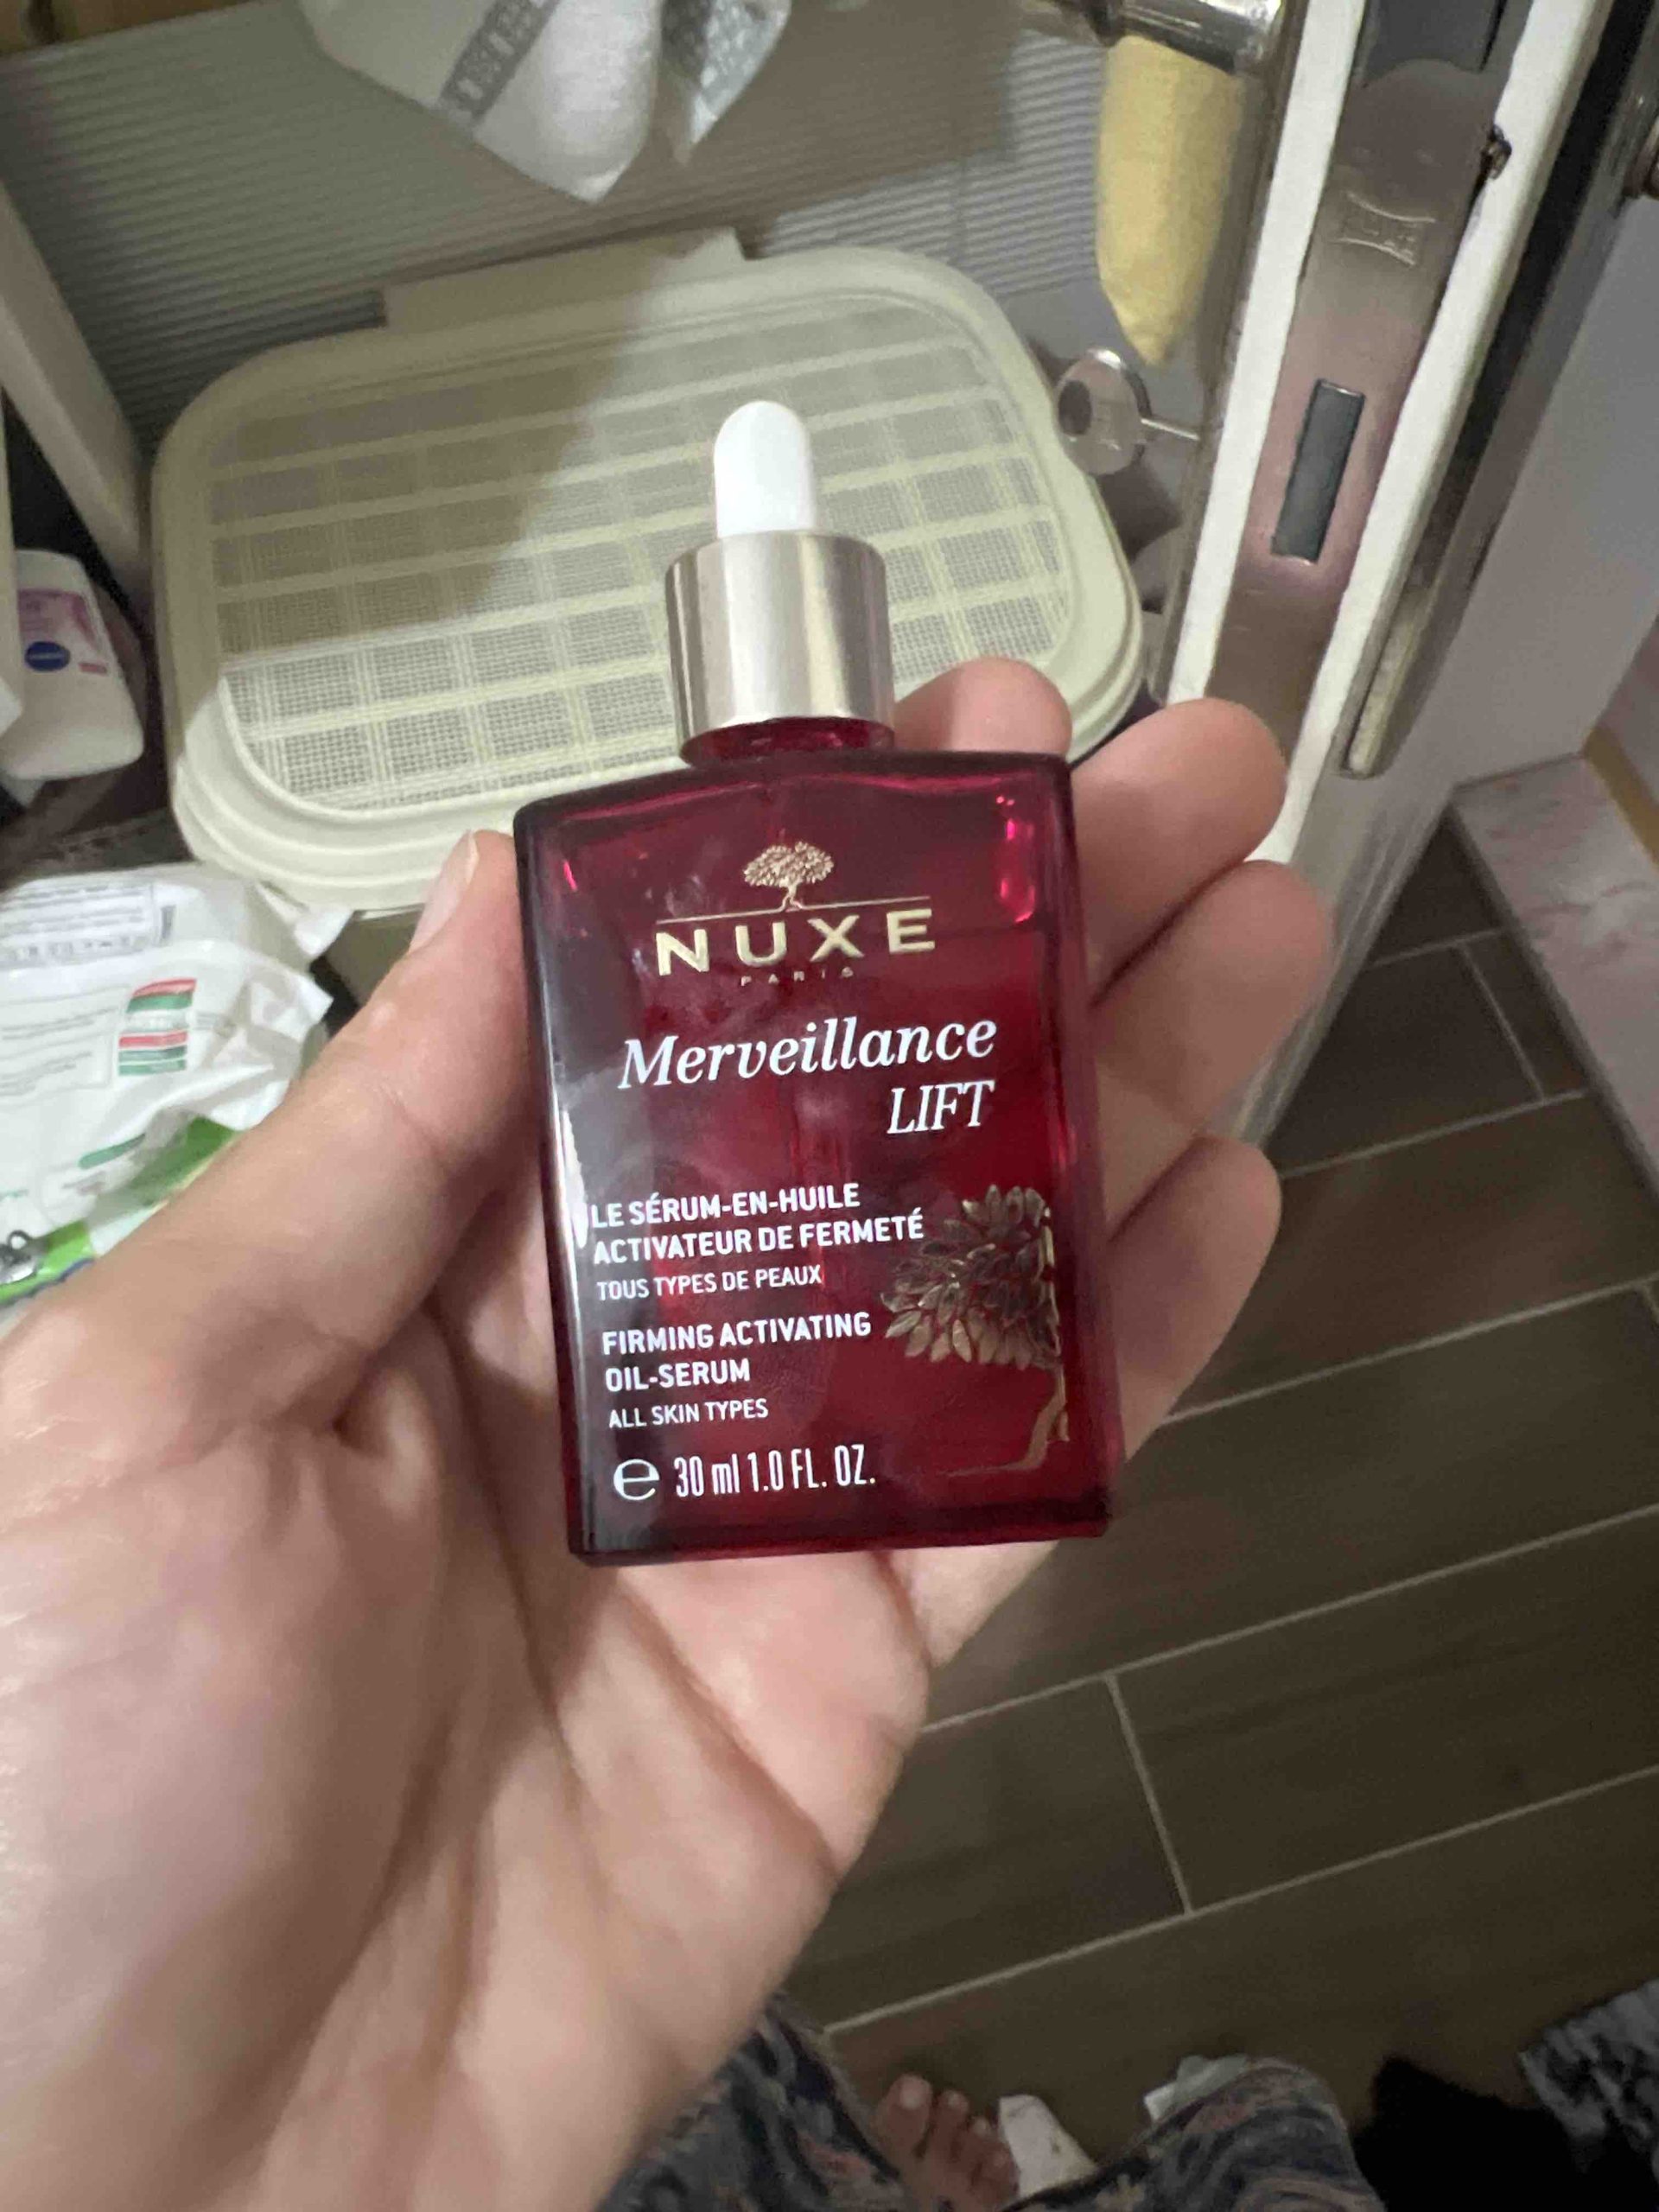 NUXE
PARIS
Merveillance
LIFT
LE SÉRUM-EN-HUILE
ACTIVATEUR DE FERMETÉ
TOUS TYPES DE PEAUX
FIRMING ACTIVATING
OIL-SERUM
ALL SKIN TYPES
e 30 ml 1.0 FL. OZ.